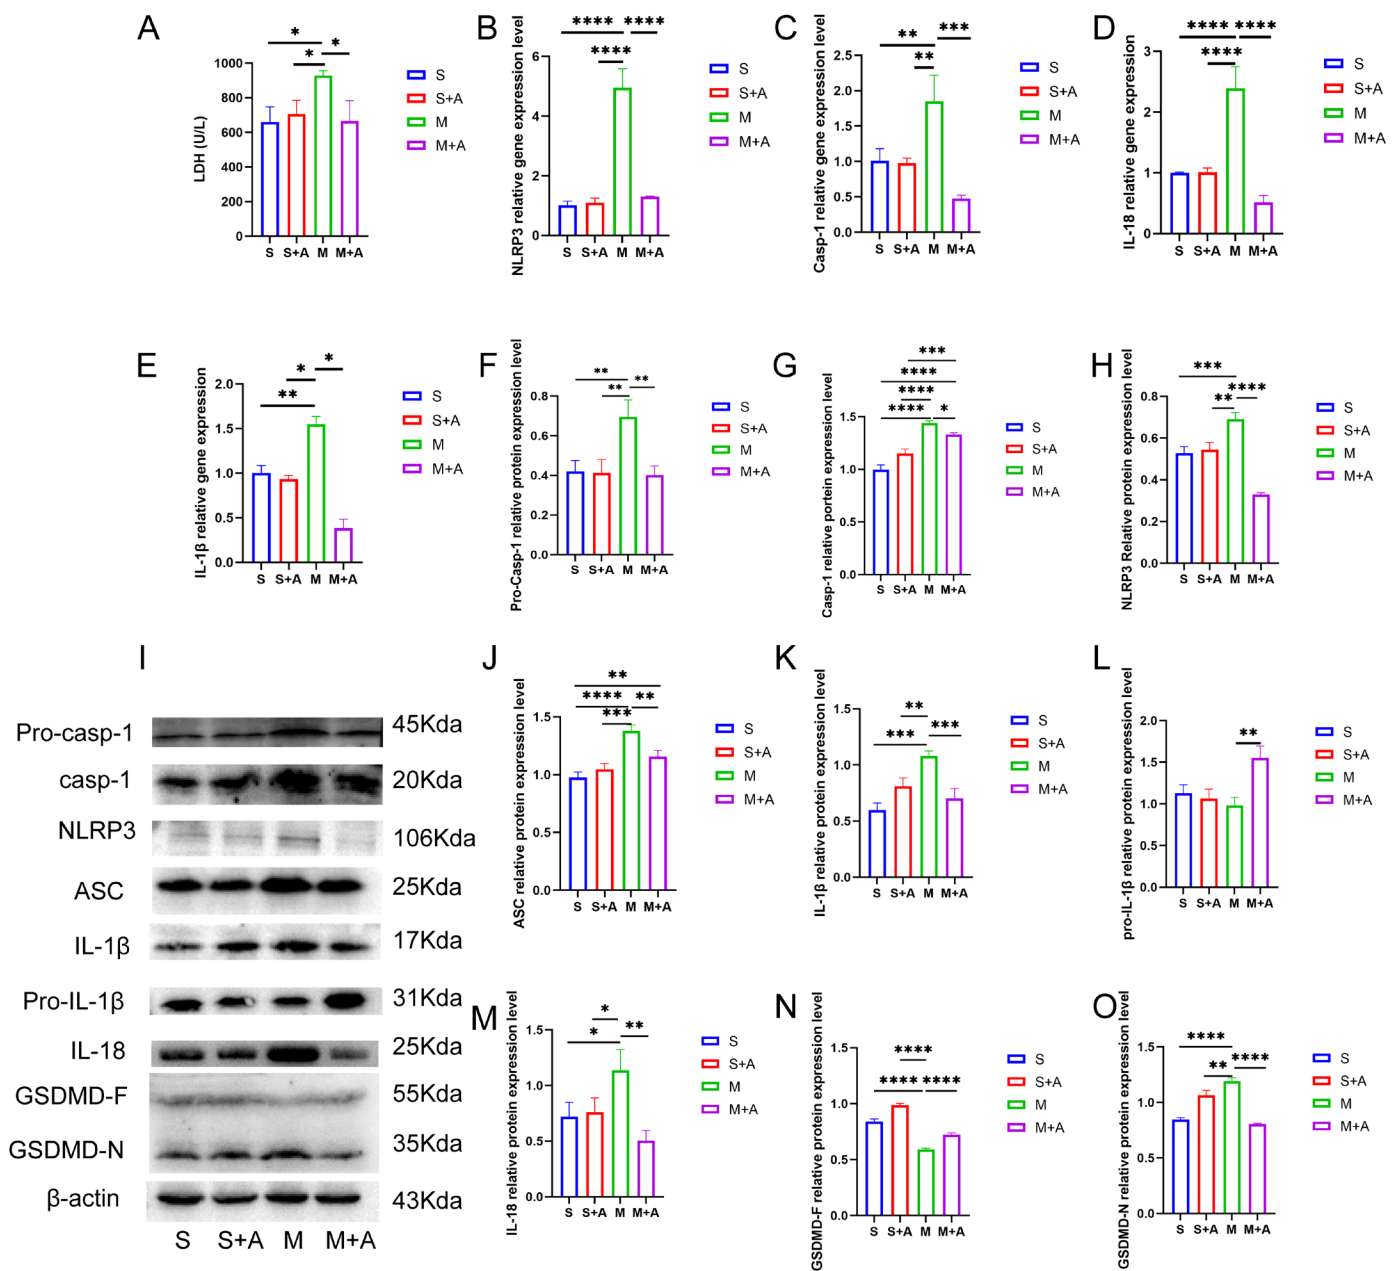 A
LDH (U/L)
1000
800
600
400
200
0
* * *
S S+A M M+A
S
S+A
M
M+A
B
NLRP3 relative gene expression level
6
4
2
0
**** **** ****
S S+A M M+A
S
S+A
M
M+A
C
Casp-1 relative gene expression level
2.5
2.0
1.5
1.0
0.5
0.0
** *** **
S S+A M M+A
S
S+A
M
M+A
D
IL-18 relative gene expression
3
2
1
0
**** **** ****
S S+A M M+A
S
S+A
M
M+A
E
IL-1β relative gene expression
2.0
1.5
1.0
0.5
0.0
* * **
S S+A M M+A
S
S+A
M
M+A
F
Pro-Casp-1 relative protein expression level
0.8
0.6
0.4
0.2
0.0
** ** **
S S+A M M+A
S
S+A
M
M+A
G
Casp-1 relative portein expression level
1.5
1.0
0.5
0.0
***
****
****
**** *
S S+A M M+A
S
S+A
M
M+A
H
NLRP3 Relative protein expression level
0.8
0.6
0.4
0.2
0.0
*** **** **
S S+A M M+A
S
S+A
M
M+A
I
Pro-casp-1 45Kda
casp-1 20Kda
NLRP3 106Kda
ASC 25Kda
IL-1β 17Kda
Pro-IL-1β 31Kda
IL-18 25Kda
GSDMD-F 55Kda
GSDMD-N 35Kda
β-actin 43Kda
S S+A M M+A
J
ASC relative protein expression level
1.5
1.0
0.5
0.0
**
**** **
***
S S+A M M+A
S
S+A
M
M+A
K
IL-1β relative protein expression level
1.5
1.0
0.5
0.0
**
*** ***
S S+A M M+A
S
S+A
M
M+A
L
pro-IL-1β relative protein expression level
2.0
1.5
1.0
0.5
0.0
**
S S+A M M+A
S
S+A
M
M+A
M
IL-18 relative protein expression level
1.5
1.0
0.5
0.0
*
* **
S S+A M M+A
S
S+A
M
M+A
N
GSDMD-F relative protein expression level
1.5
1.0
0.5
0.0
****
**** ****
S S+A M M+A
S
S+A
M
M+A
O
GSDMD-N relative protein expression level
1.5
1.0
0.5
0.0
****
** ****
S S+A M M+A
S
S+A
M
M+A